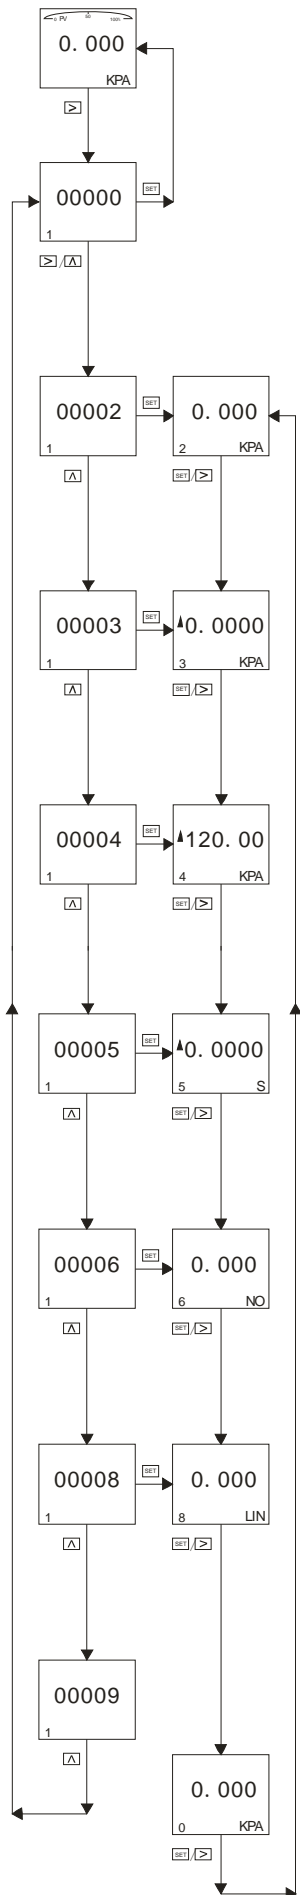 0 PV 50 100%
0. 000
KPA
>
00000 SET
1
> / ∧
00002 SET 0. 000
1 2 KPA
∧ SET / >
00003 SET 0. 0000
1 3 KPA
∧ SET / >
00004 SET 120. 00
1 4 KPA
∧ SET / >
00005 SET 0. 0000
1 5 S
∧ SET / >
00006 SET 0. 000
1 6 NO
∧ SET / >
00008 SET 0. 000
1 8 LIN
∧ SET / >
00009
1
∧
0. 000
0 KPA
SET / >